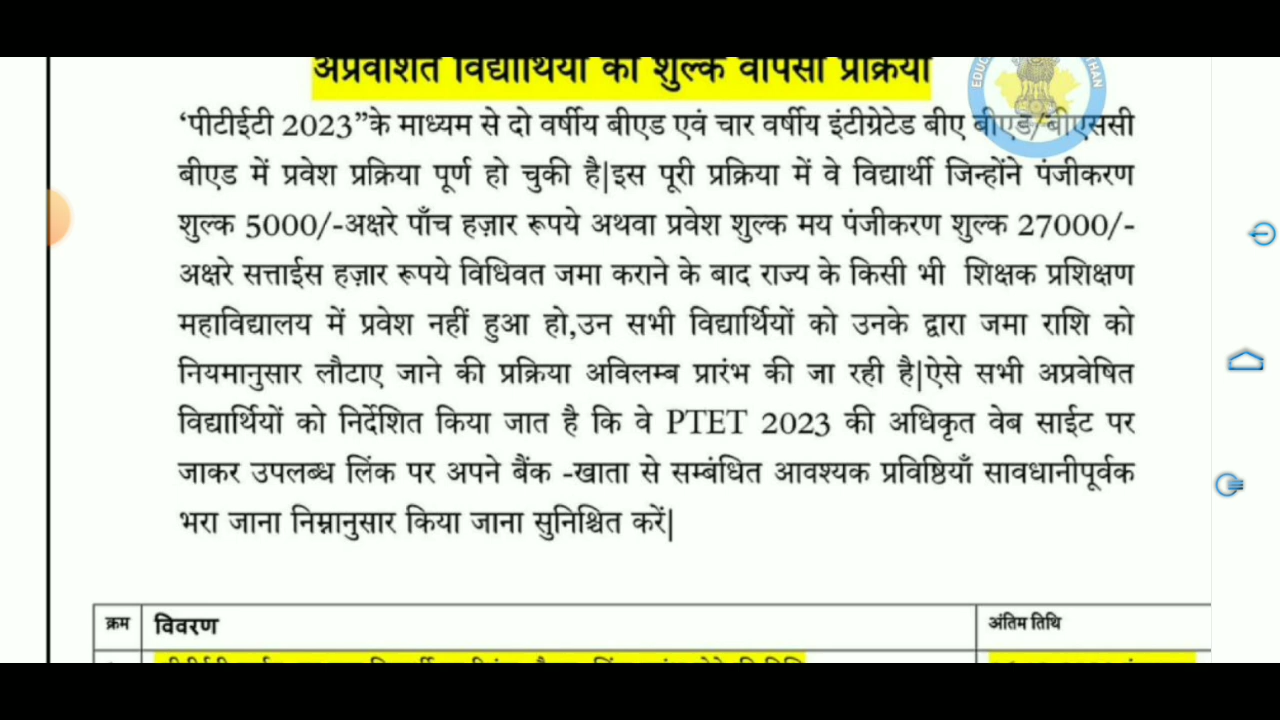 अप्रवेशित विद्यार्थियों की शुल्क वापसी प्रक्रिया
‘पीटीईटी 2023”के माध्यम से दो वर्षीय बीएड एवं चार वर्षीय इंटीग्रेटेड बीए बीएड/बीएससी
बीएड में प्रवेश प्रक्रिया पूर्ण हो चुकी है|इस पूरी प्रक्रिया में वे विद्यार्थी जिन्होंने पंजीकरण
शुल्क 5000/-अक्षरे पाँच हज़ार रूपये अथवा प्रवेश शुल्क मय पंजीकरण शुल्क 27000/-
अक्षरे सत्ताईस हज़ार रूपये विधिवत जमा कराने के बाद राज्य के किसी भी शिक्षक प्रशिक्षण
महाविद्यालय में प्रवेश नहीं हुआ हो,उन सभी विद्यार्थियों को उनके द्वारा जमा राशि को
नियमानुसार लौटाए जाने की प्रक्रिया अविलम्ब प्रारंभ की जा रही है|ऐसे सभी अप्रवेषित
विद्यार्थियों को निर्देशित किया जात है कि वे PTET 2023 की अधिकृत वेब साईट पर
जाकर उपलब्ध लिंक पर अपने बैंक -खाता से सम्बंधित आवश्यक प्रविष्ठियाँ सावधानीपूर्वक
भरा जाना निम्नानुसार किया जाना सुनिश्चित करें|
क्रम विवरण अंतिम तिथि